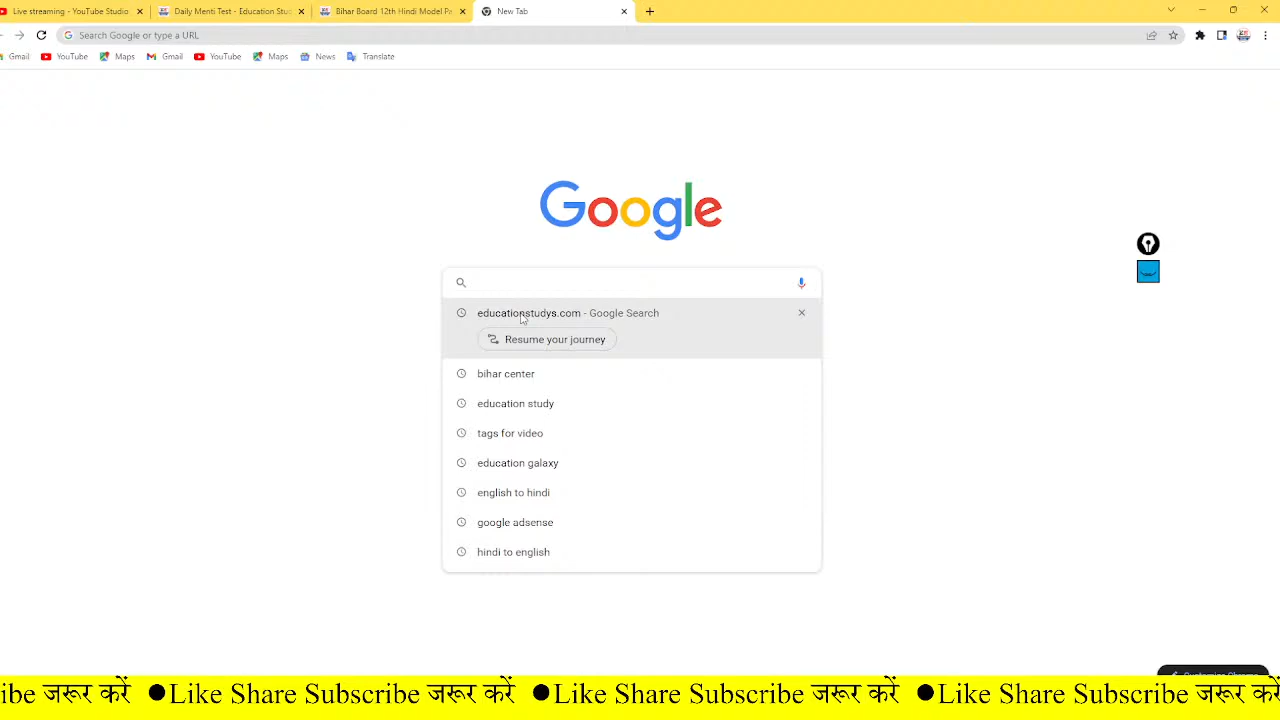 Live streaming - YouTube Studio
Daily Menti Test - Education Stu
Bihar Board 12th Hindi Model Pa
New Tab
Search Google or type a URL
Gmail
YouTube
Maps
Gmail
YouTube
Maps
News
Translate
Google
educationstudys.com - Google Search
Resume your journey
bihar center
education study
tags for video
education galaxy
english to hindi
google adsense
hindi to english
ibe जरूर करें ●Like Share Subscribe जरूर करें ●Like Share Subscribe जरूर करें ●Like Share Subscribe जरूर करें